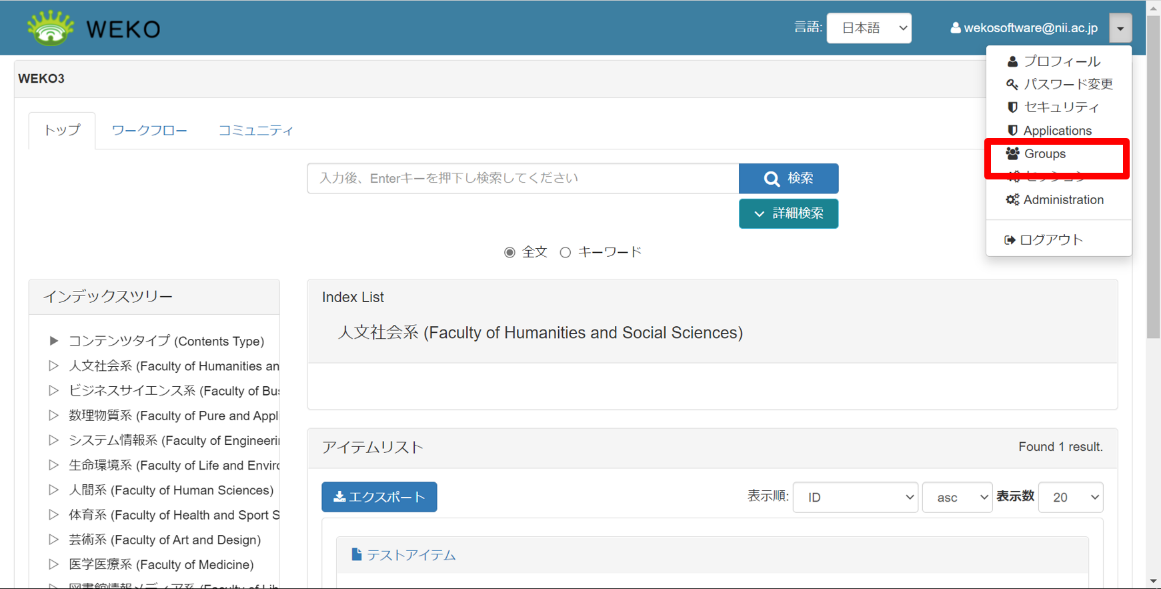 WEKO
言語: 日本語
wekosoftware@nii.ac.jp
プロフィール
パスワード変更
セキュリティ
Applications
Groups
Administration
ログアウト
WEKO3
トップ ワークフロー コミュニティ
入力後、Enterキーを押下し検索してください
検索
詳細検索
全文 キーワード
インデックスツリー
コンテンツタイプ (Contents Type)
人文社会系 (Faculty of Humanities an
ビジネスサイエンス系 (Faculty of Bu
数理物質系 (Faculty of Pure and Appl
システム情報系 (Faculty of Engineeri
生命環境系 (Faculty of Life and Enviro
人間系 (Faculty of Human Sciences)
体育系 (Faculty of Health and Sport S
芸術系 (Faculty of Art and Design)
医学医療系 (Faculty of Medicine)
Index List
人文社会系 (Faculty of Humanities and Social Sciences)
アイテムリスト
Found 1 result.
エクスポート
表示順: ID asc 表示数 20
テストアイテム